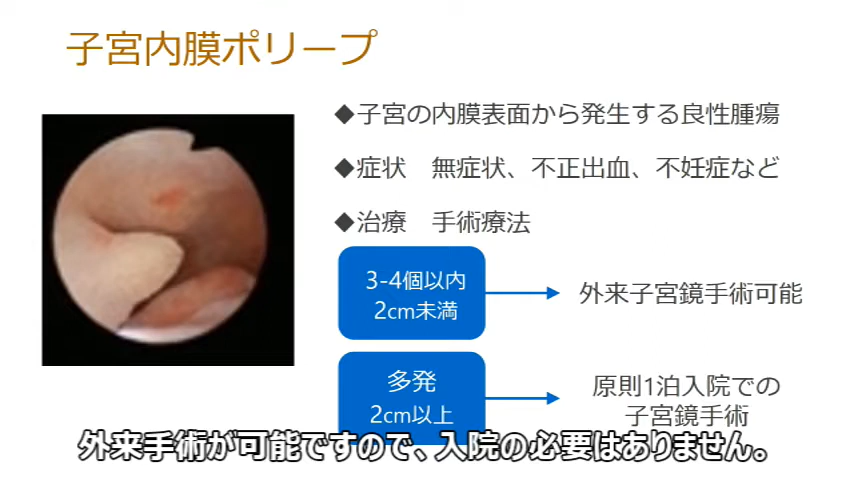 子宮内膜ポリープ
◆子宮の内膜表面から発生する良性腫瘍
◆症状　無症状、不正出血、不妊症など
◆治療　手術療法
3-4個以内
2cm未満
外来子宮鏡手術可能
多発
2cm以上
原則1泊入院での
子宮鏡手術
外来手術が可能ですので、入院の必要はありません。